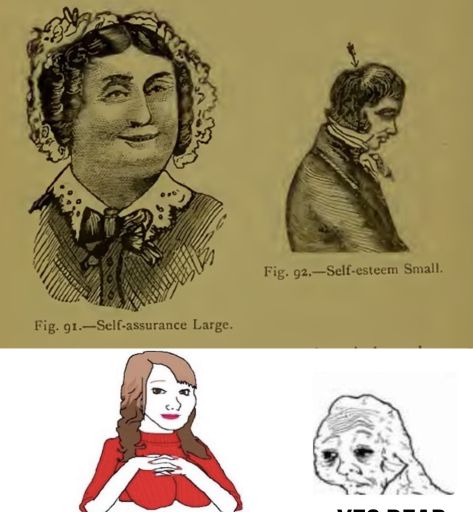 Fig. 91.—Self-assurance Large.
Fig. 92.—Self-esteem Small.
YES DEAR